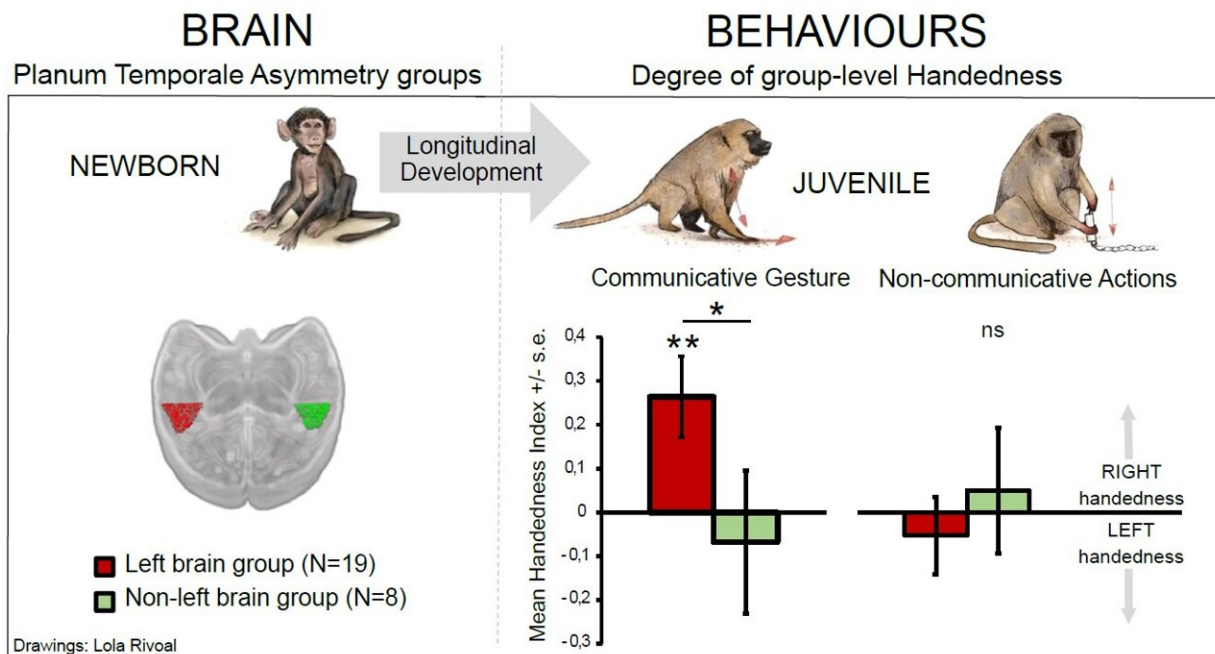 BRAIN
Planum Temporale Asymmetry groups
BEHAVIOURS
Degree of group-level Handedness
NEWBORN
Longitudinal
Development
JUVENILE
Communicative Gesture
Non-communicative Actions
Left brain group (N=19)
Non-left brain group (N=8)
Drawings: Lola Rivoal
Mean Handedness Index +/- s.e.
0,4
0,3
0,2
0,1
0
-0,1
-0,2
-0,3
*
**
ns
RIGHT
handedness
LEFT
handedness